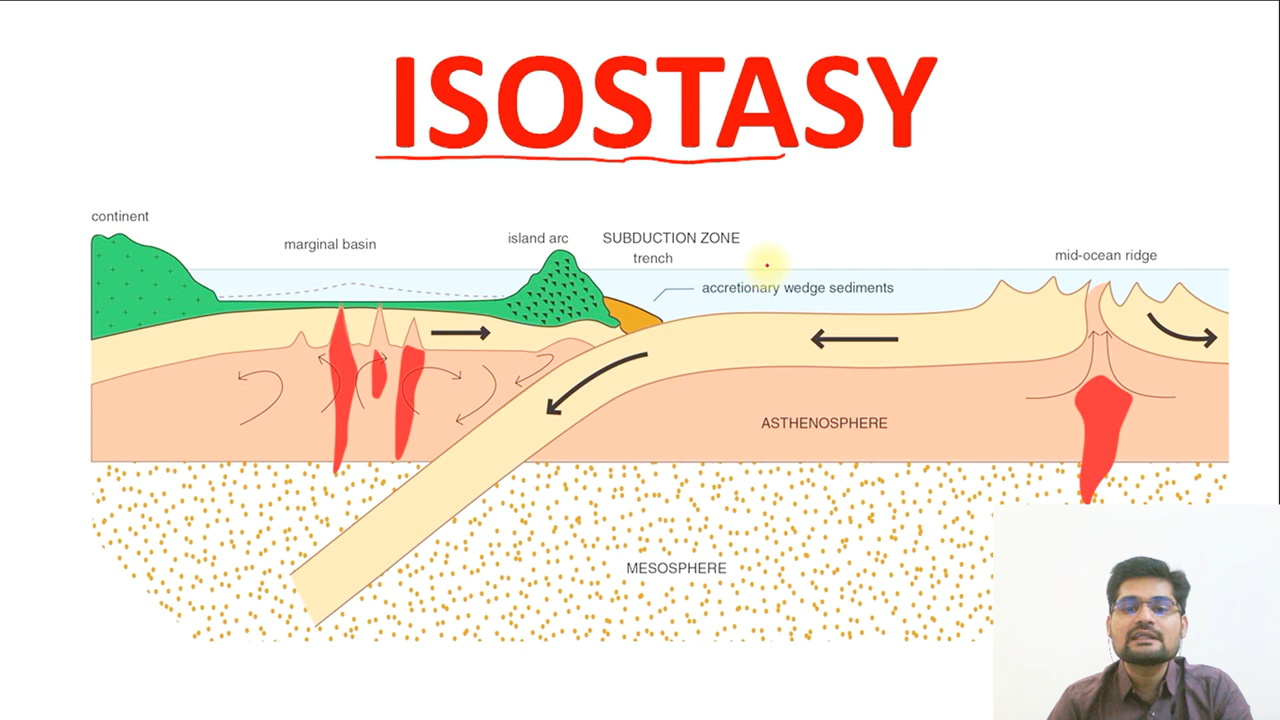 ISOSTASY
continent
marginal basin
island arc
SUBDUCTION ZONE
trench
accretionary wedge sediments
mid-ocean ridge
ASTHENOSPHERE
MESOSPHERE